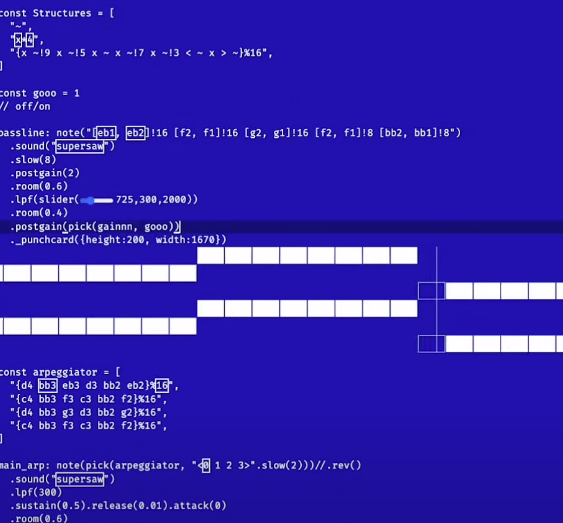 const Structures = [
"~",
"x*4",
"{x ~!9 x ~!5 x ~ x ~!7 x ~!3 < ~ x > ~}%16",
]
const gooo = 1
// off/on
bassline: note("[eb1, eb2]!16 [f2, f1]!16 [g2, g1]!16 [f2, f1]!8 [bb2, bb1]!8")
.sound("supersaw")
.slow(8)
.postgain(2)
.room(0.6)
.lpf(slider(725,300,2000))
.room(0.4)
.postgain(pick(gainnn, gooo))
._punchcard({height:200, width:1670})
const arpeggiator = [
"{d4 bb3 eb3 d3 bb2 eb2}%16",
"{c4 bb3 f3 c3 bb2 f2}%16",
"{d4 bb3 g3 d3 bb2 g2}%16",
"{c4 bb3 f3 c3 bb2 f2}%16",
]
main_arp: note(pick(arpeggiator, "<0 1 2 3>".slow(2)))//.rev()
.sound("supersaw")
.lpf(300)
.sustain(0.5).release(0.01).attack(0)
.room(0.6)